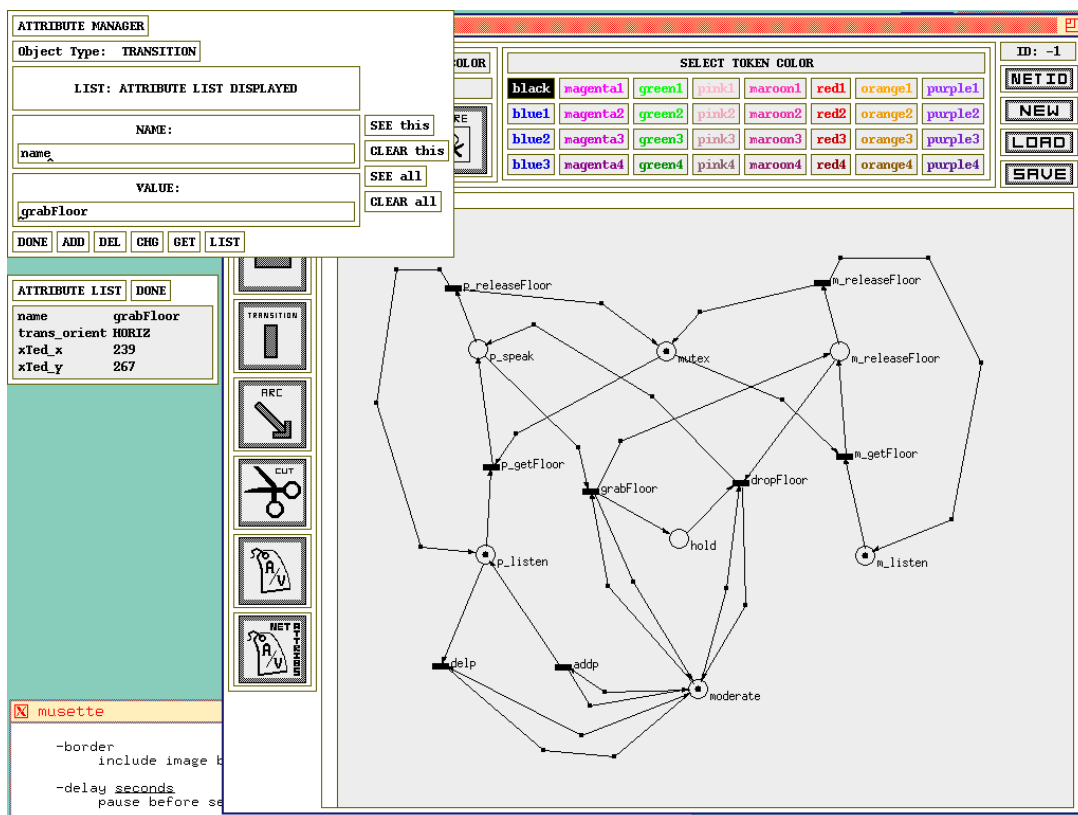 ATTRIBUTE MANAGER
Object Type: TRANSITION
LIST: ATTRIBUTE LIST DISPLAYED
NAME:
name
VALUE:
grabFloor
SEE this
CLEAR this
SEE all
CLEAR all
DONE ADD DEL CHG GET LIST
ATTRIBUTE LIST DONE
name grabFloor
trans_orient HORIZ
xTed_x 239
xTed_y 267
OLOR
RE
SELECT TOKEN COLOR
black magenta1 green1 pink1 maroon1 red1 orange1 purple1
blue1 magenta2 green2 pink2 maroon2 red2 orange2 purple2
blue2 magenta3 green3 pink3 maroon3 red3 orange3 purple3
blue3 magenta4 green4 pink4 maroon4 red4 orange4 purple4
ID: -1
NET ID
NEW
LOAD
SAVE
TRANSITION
ARC
CUT
A/V
NET ATTRIBS
A/V
p_releaseFloor
m_releaseFloor
p_speak
mutex
m_releaseFloor
p_getFloor
m_getFloor
grabFloor
dropFloor
hold
p_listen
m_listen
delp
addp
moderate
X musette
-border
include image b
-delay seconds
pause before se